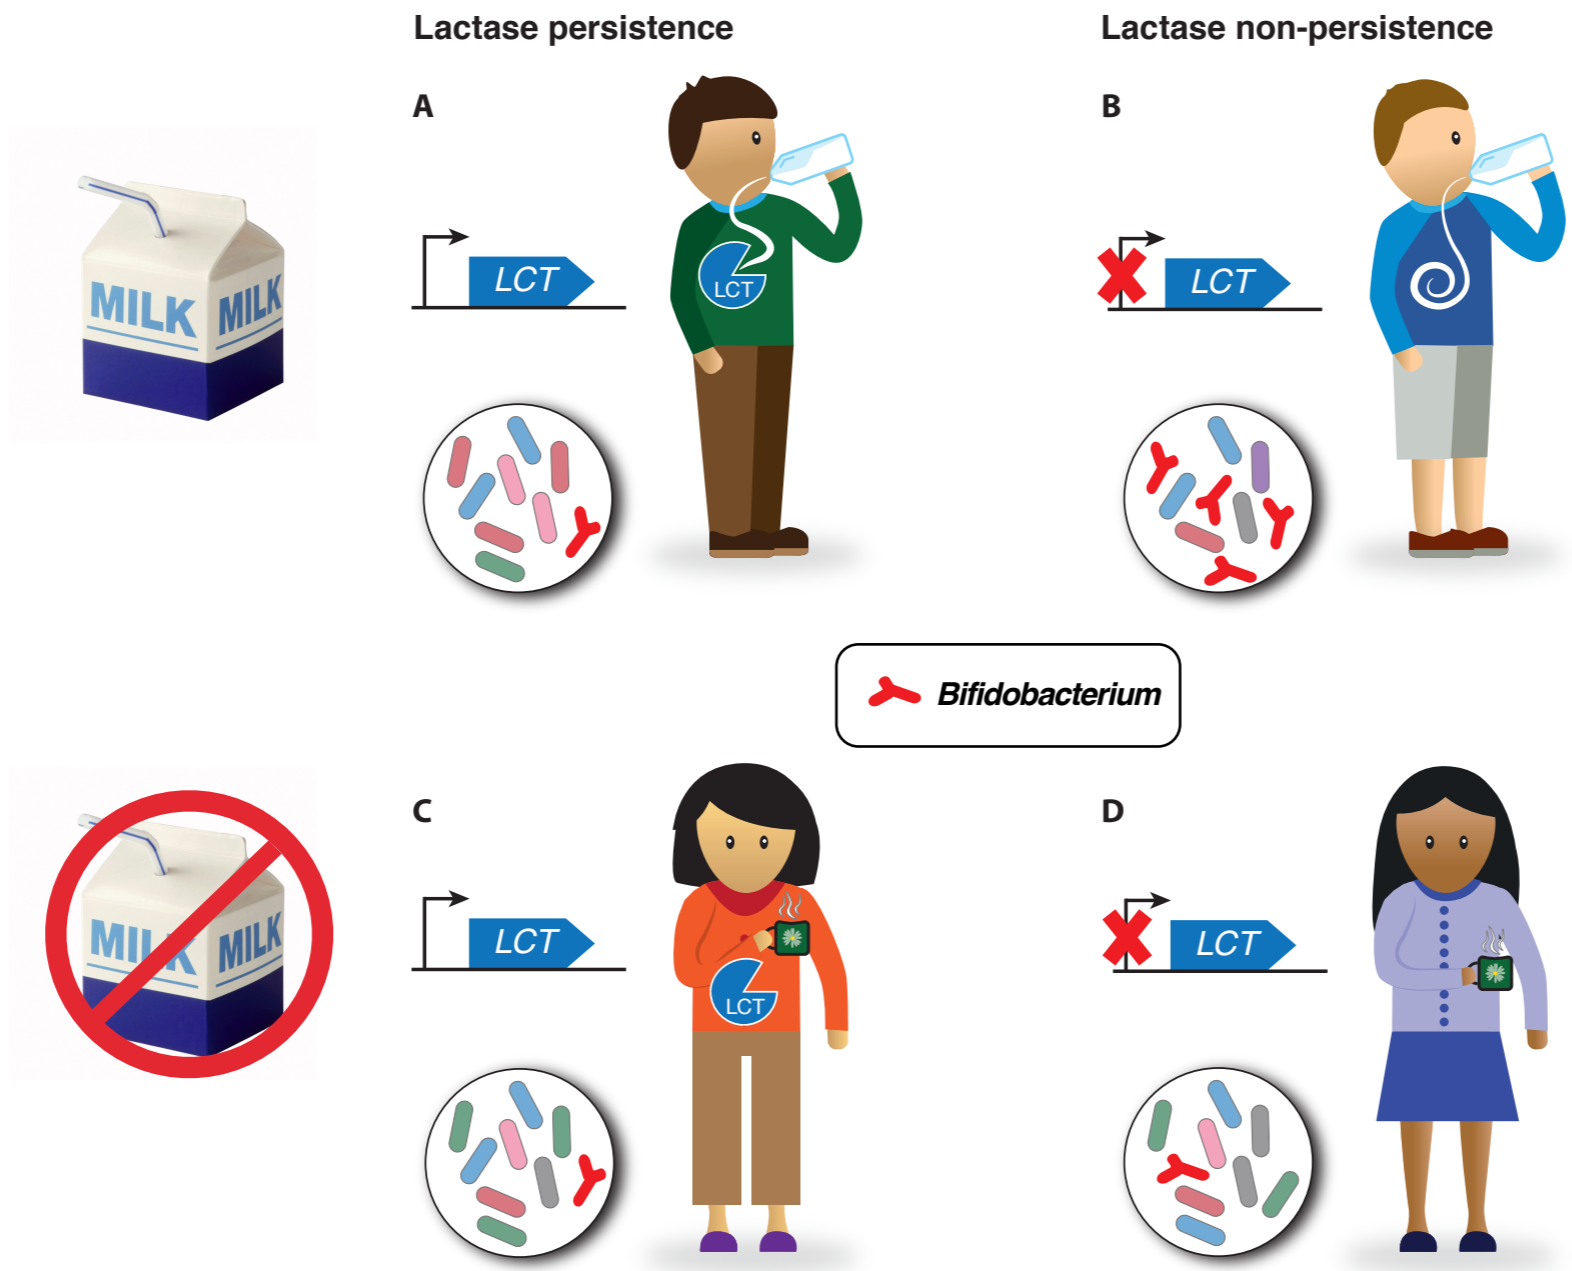 Lactase persistence
Lactase non-persistence
A
B
MILK MILK
LCT
LCT
LCT
Bifidobacterium
C
D
MILK MILK
LCT
LCT
LCT